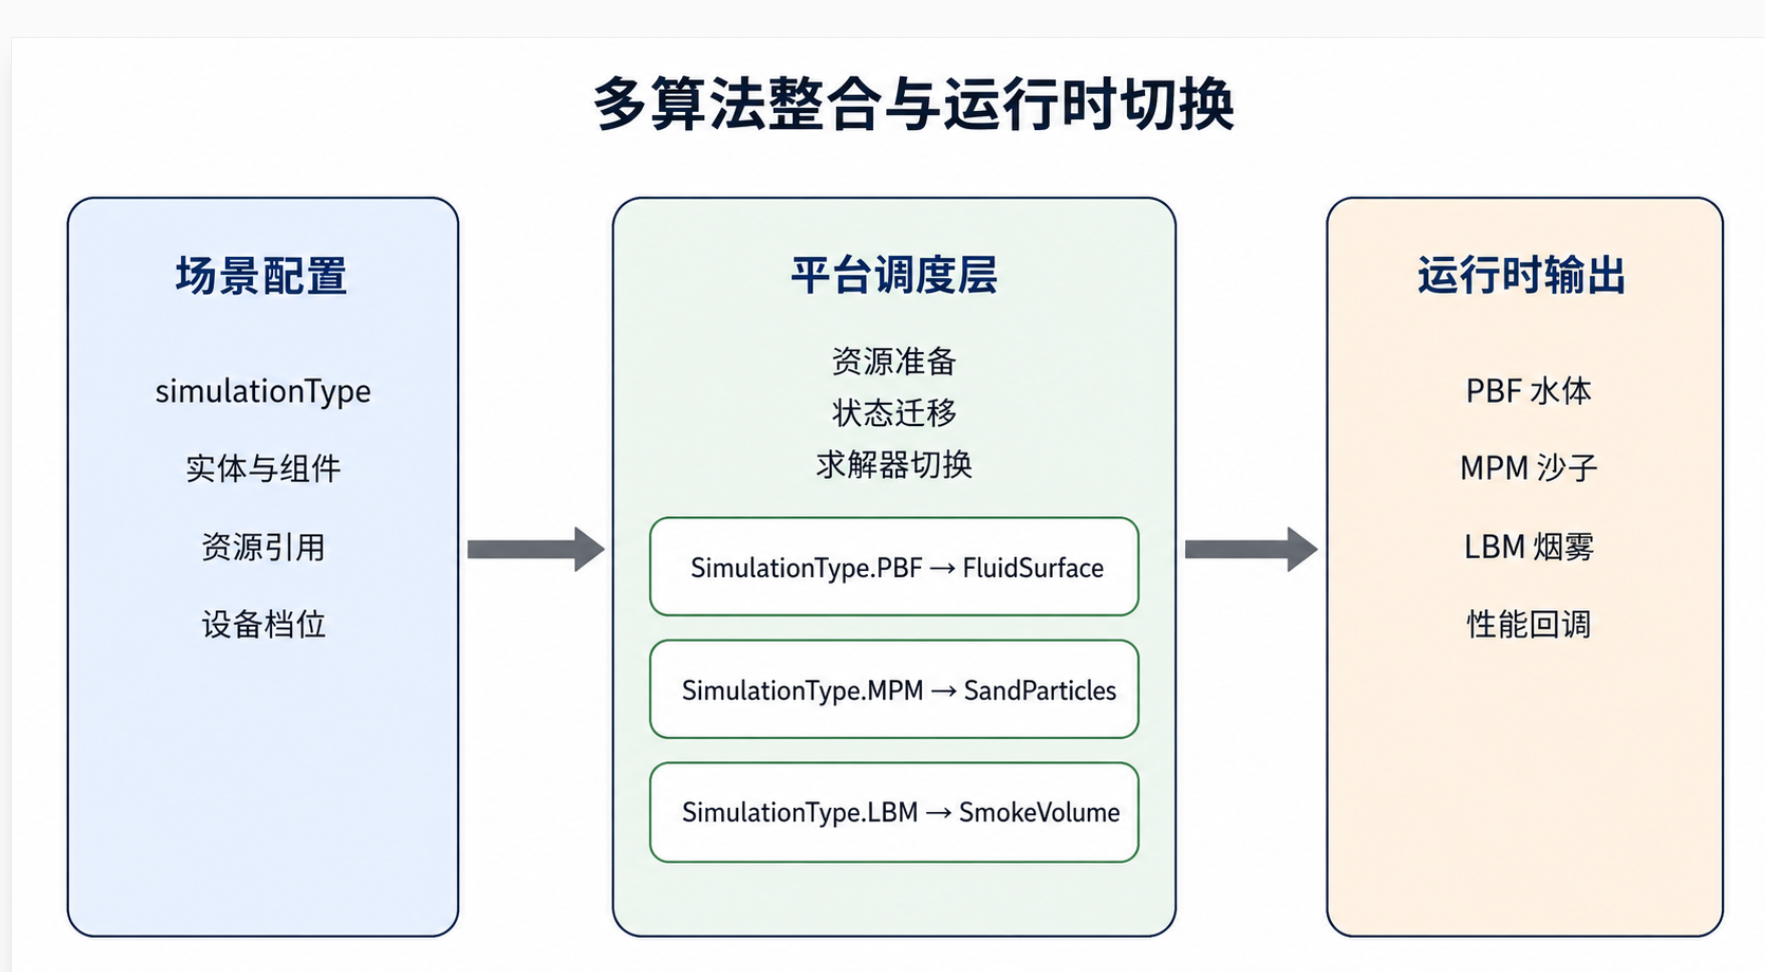 多算法整合与运行时切换
场景配置
simulationType
实体与组件
资源引用
设备档位
平台调度层
资源准备
状态迁移
求解器切换
SimulationType.PBF → FluidSurface
SimulationType.MPM → SandParticles
SimulationType.LBM → SmokeVolume
运行时输出
PBF 水体
MPM 沙子
LBM 烟雾
性能回调